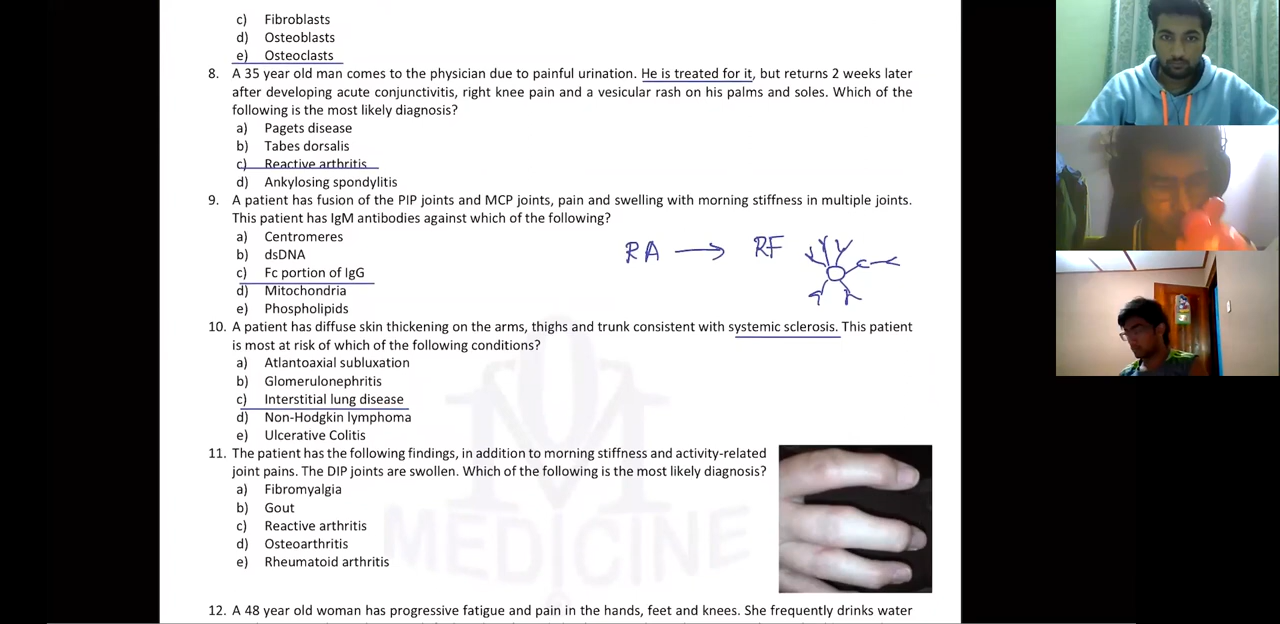 c) Fibroblasts
d) Osteoblasts
e) Osteoclasts
8. A 35 year old man comes to the physician due to painful urination. He is treated for it, but returns 2 weeks later
after developing acute conjunctivitis, right knee pain and a vesicular rash on his palms and soles. Which of the
following is the most likely diagnosis?
a) Pagets disease
b) Tabes dorsalis
c) Reactive arthritis
d) Ankylosing spondylitis
9. A patient has fusion of the PIP joints and MCP joints, pain and swelling with morning stiffness in multiple joints.
This patient has IgM antibodies against which of the following?
a) Centromeres
b) dsDNA
c) Fc portion of IgG
d) Mitochondria
e) Phospholipids
RA → RF
10. A patient has diffuse skin thickening on the arms, thighs and trunk consistent with systemic sclerosis. This patient
is most at risk of which of the following conditions?
a) Atlantoaxial subluxation
b) Glomerulonephritis
c) Interstitial lung disease
d) Non-Hodgkin lymphoma
e) Ulcerative Colitis
11. The patient has the following findings, in addition to morning stiffness and activity-related
joint pains. The DIP joints are swollen. Which of the following is the most likely diagnosis?
a) Fibromyalgia
b) Gout
c) Reactive arthritis
d) Osteoarthritis
e) Rheumatoid arthritis
MEDICINE
12. A 48 year old woman has progressive fatigue and pain in the hands, feet and knees. She frequently drinks water